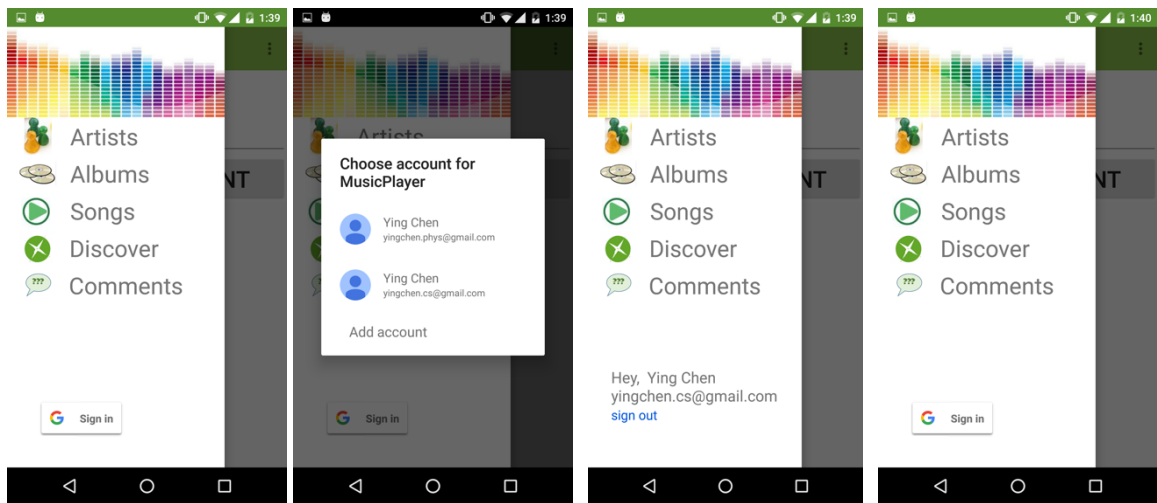 1:39
Artists
Albums
NT
Songs
Discover
???
Comments
G Sign in
1:39
Artists
Choose account for
MusicPlayer
Ying Chen
yingchen.phys@gmail.com
Ying Chen
yingchen.cs@gmail.com
Add account
G Sign in
1:39
Artists
Albums
NT
Songs
Discover
???
Comments
Hey, Ying Chen
yingchen.cs@gmail.com
sign out
1:40
Artists
Albums
NT
Songs
Discover
???
Comments
G Sign in